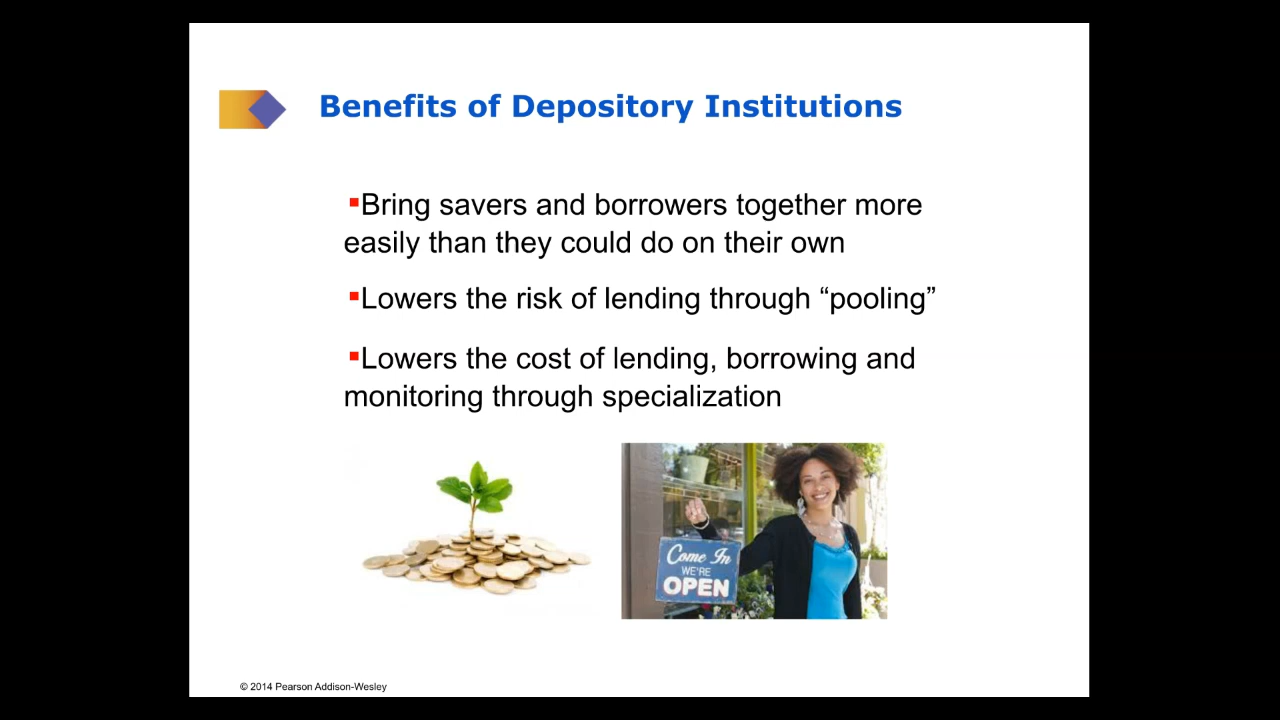 Benefits of Depository Institutions
▪Bring savers and borrowers together more
easily than they could do on their own
▪Lowers the risk of lending through “pooling”
▪Lowers the cost of lending, borrowing and
monitoring through specialization
Come In
WE'RE
OPEN
© 2014 Pearson Addison-Wesley